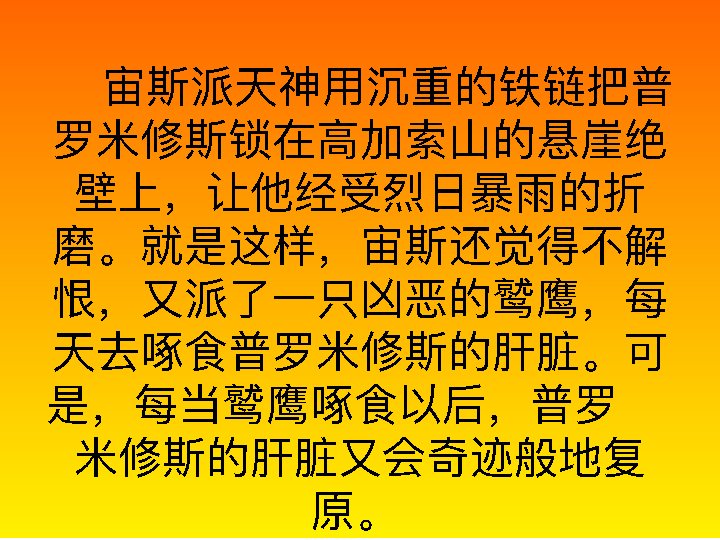 宙斯派天神用沉重的铁链把普
罗米修斯锁在高加索山的悬崖绝
壁上，让他经受烈日暴雨的折
磨。就是这样，宙斯还觉得不解
恨，又派了一只凶恶的鹫鹰，每
天去啄食普罗米修斯的肝脏。可
是，每当鹫鹰啄食以后，普罗
米修斯的肝脏又会奇迹般地复
原。